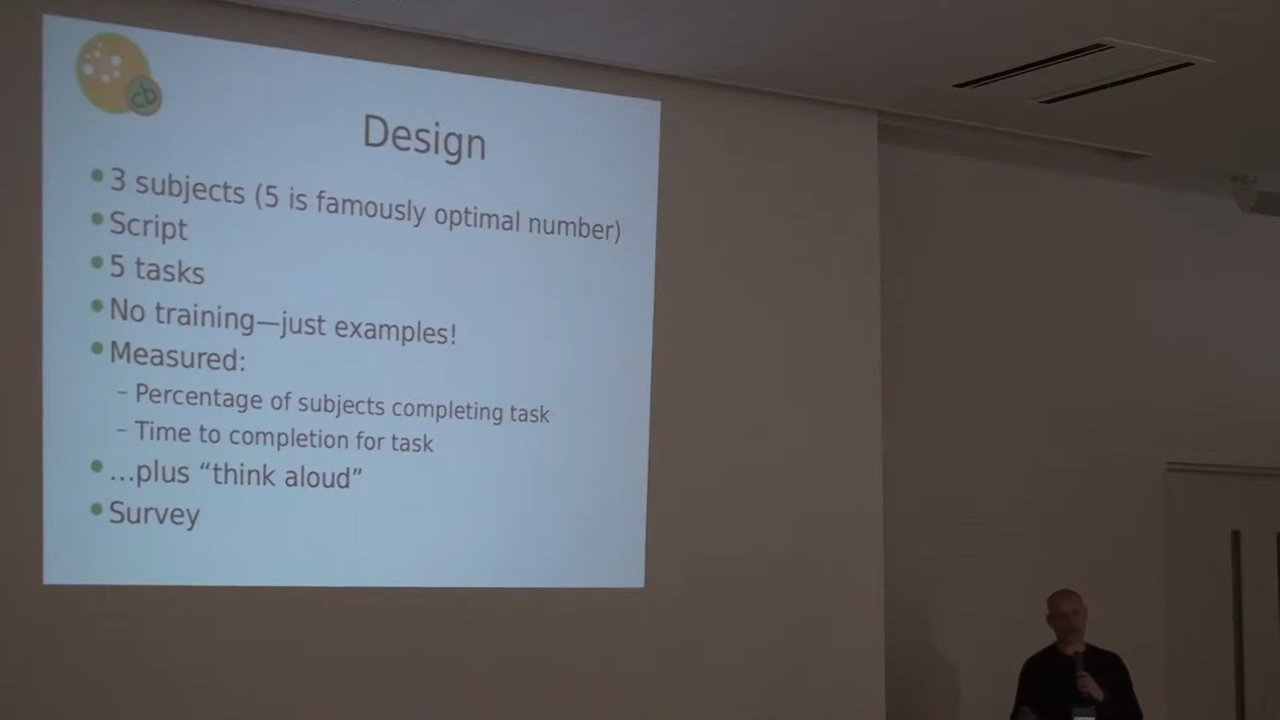 cb
Design
3 subjects (5 is famously optimal number)
Script
5 tasks
No training—just examples!
Measured:
– Percentage of subjects completing task
– Time to completion for task
...plus “think aloud”
Survey